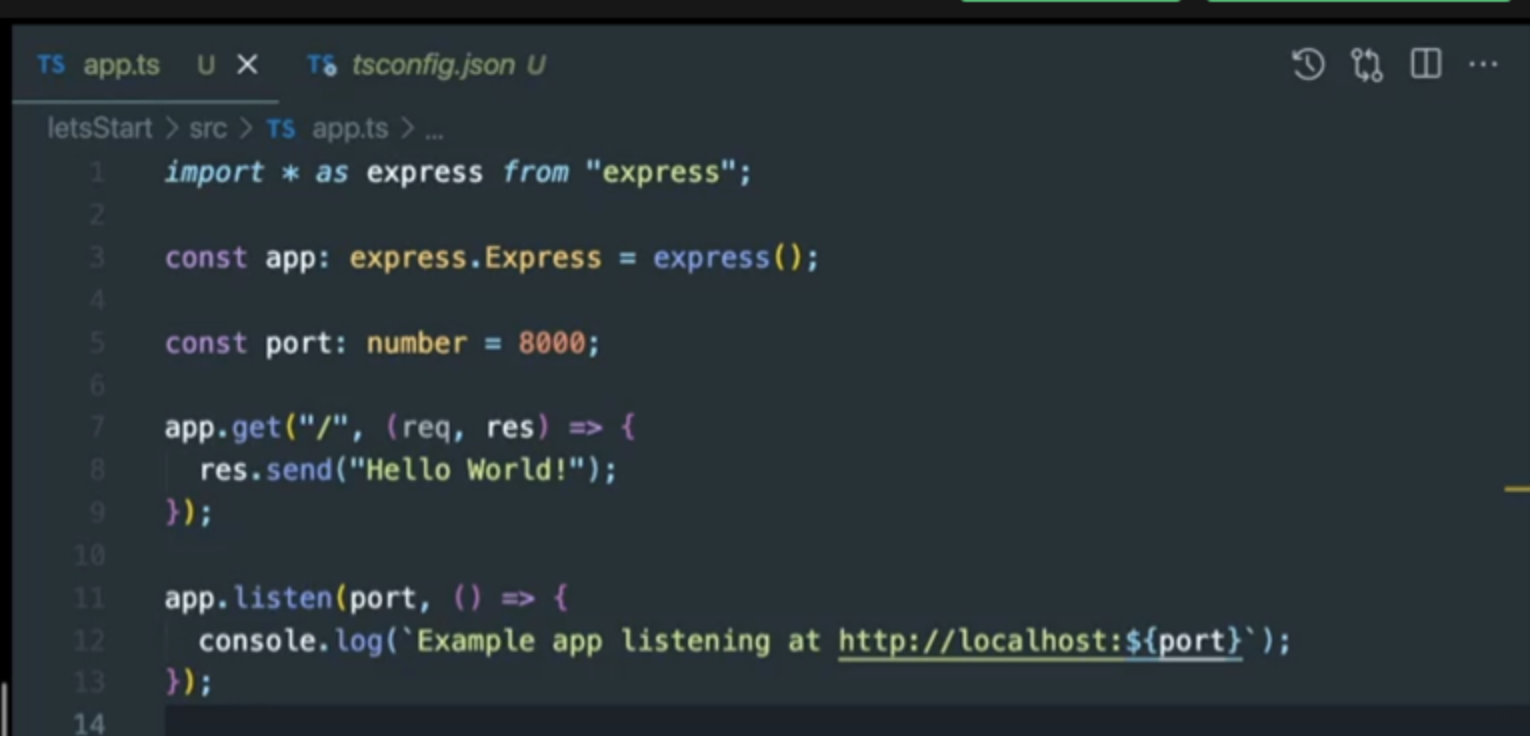 TS app.ts U × TS tsconfig.json U ...
letsStart > src > TS app.ts > ...
1 import * as express from "express";
2
3 const app: express.Express = express();
4
5 const port: number = 8000;
6
7 app.get("/", (req, res) => {
8   res.send("Hello World!");
9 });
10
11 app.listen(port, () => {
12   console.log(`Example app listening at http://localhost:${port}`);
13 });
14